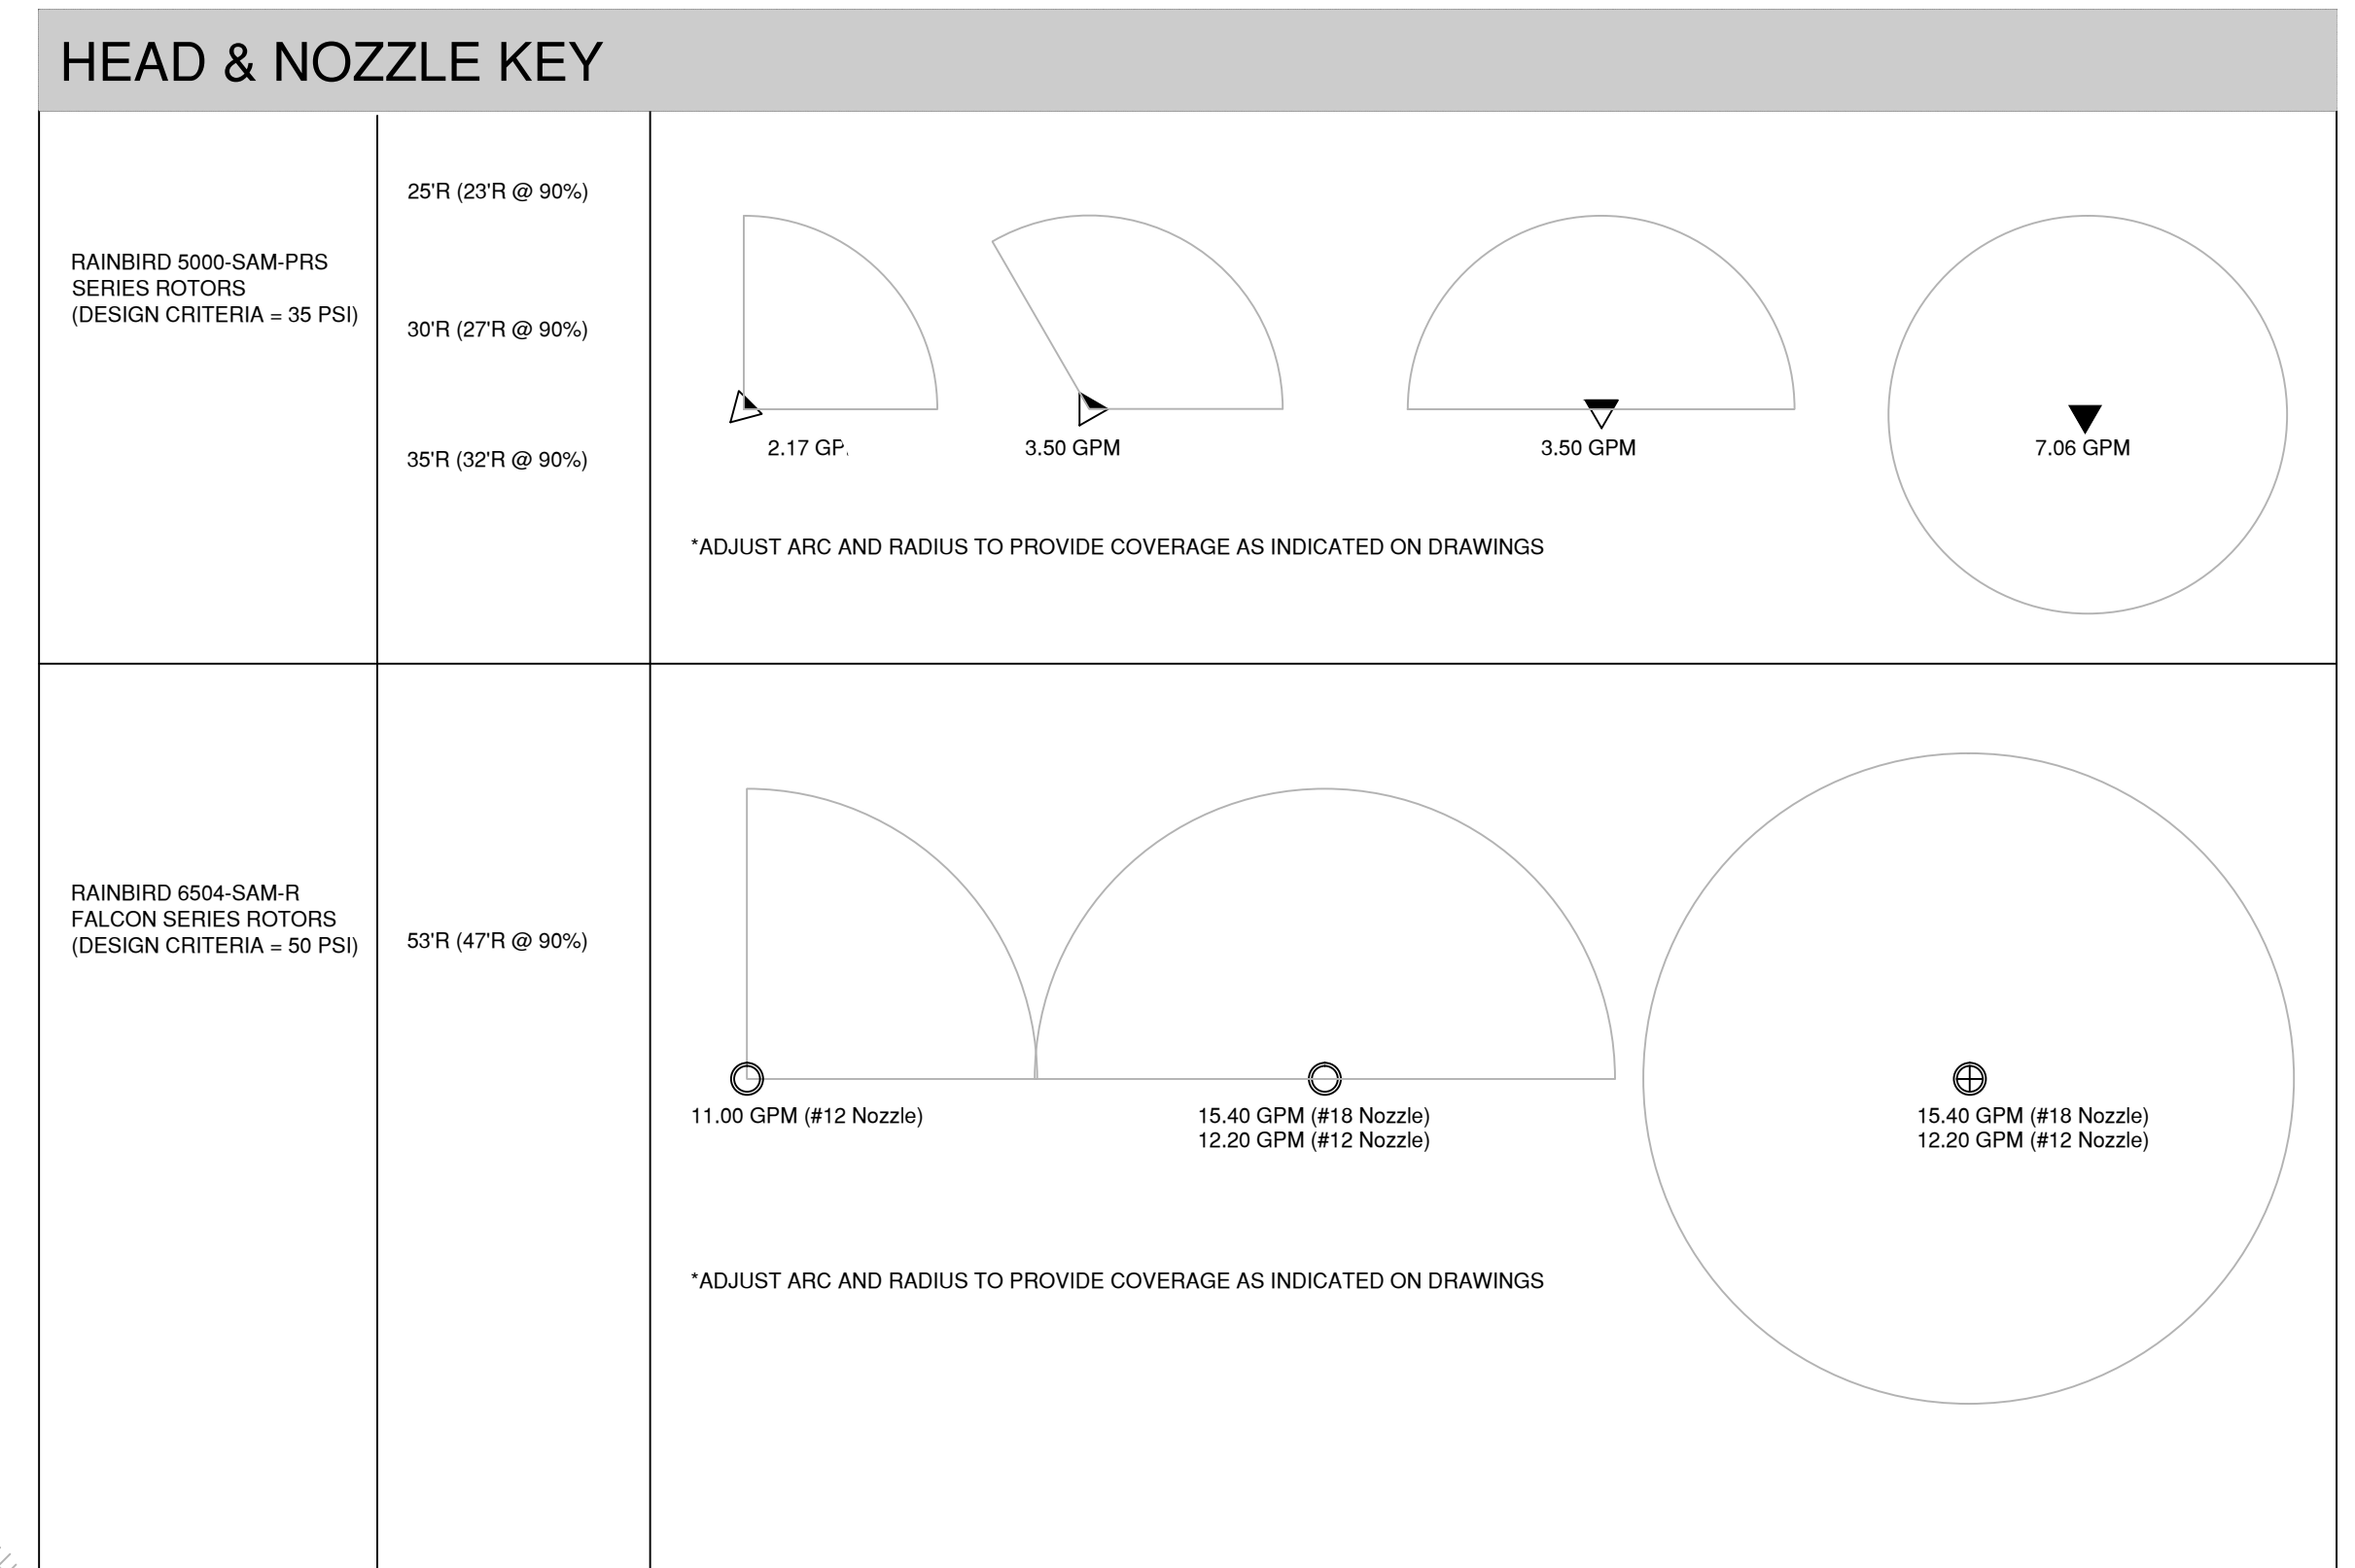 HEAD & NOZZLE KEY
RAINBIRD 5000-SAM-PRS
SERIES ROTORS
(DESIGN CRITERIA = 35 PSI)
25'R (23'R @ 90%)
30'R (27'R @ 90%)
35'R (32'R @ 90%)
2.17
3.50 GPM
3.50 GPM
7.06 GPM
*ADJUST ARC AND RADIUS TO PROVIDE COVERAGE AS INDICATED ON DRAWINGS
RAINBIRD 6504-SAM-R
FALCON SERIES ROTORS
(DESIGN CRITERIA = 50 PSI)
53'R (47'R @ 90%)
11.00 GPM (#12 Nozzle)
15.40 GPM (#18 Nozzle)
12.20 GPM (#12 Nozzle)
15.40 GPM (#18 Nozzle)
12.20 GPM (#12 Nozzle)
*ADJUST ARC AND RADIUS TO PROVIDE COVERAGE AS INDICATED ON DRAWINGS